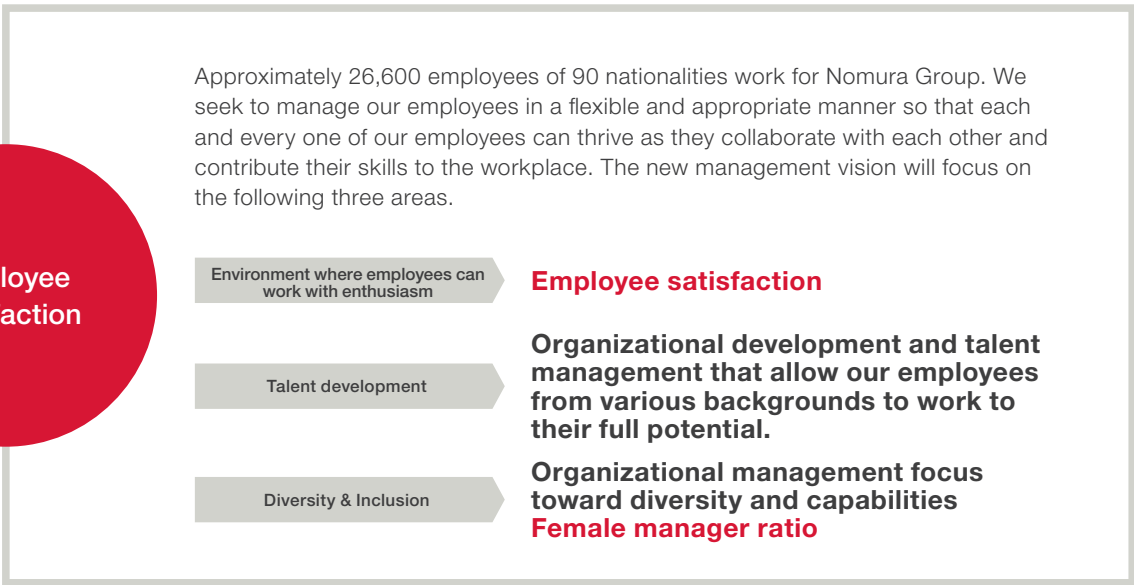 Approximately 26,600 employees of 90 nationalities work for Nomura Group. We
seek to manage our employees in a flexible and appropriate manner so that each
and every one of our employees can thrive as they collaborate with each other and
contribute their skills to the workplace. The new management vision will focus on
the following three areas.
loyee
action
Environment where employees can
work with enthusiasm
Employee satisfaction
Talent development
Organizational development and talent
management that allow our employees
from various backgrounds to work to
their full potential.
Diversity & Inclusion
Organizational management focus
toward diversity and capabilities
Female manager ratio